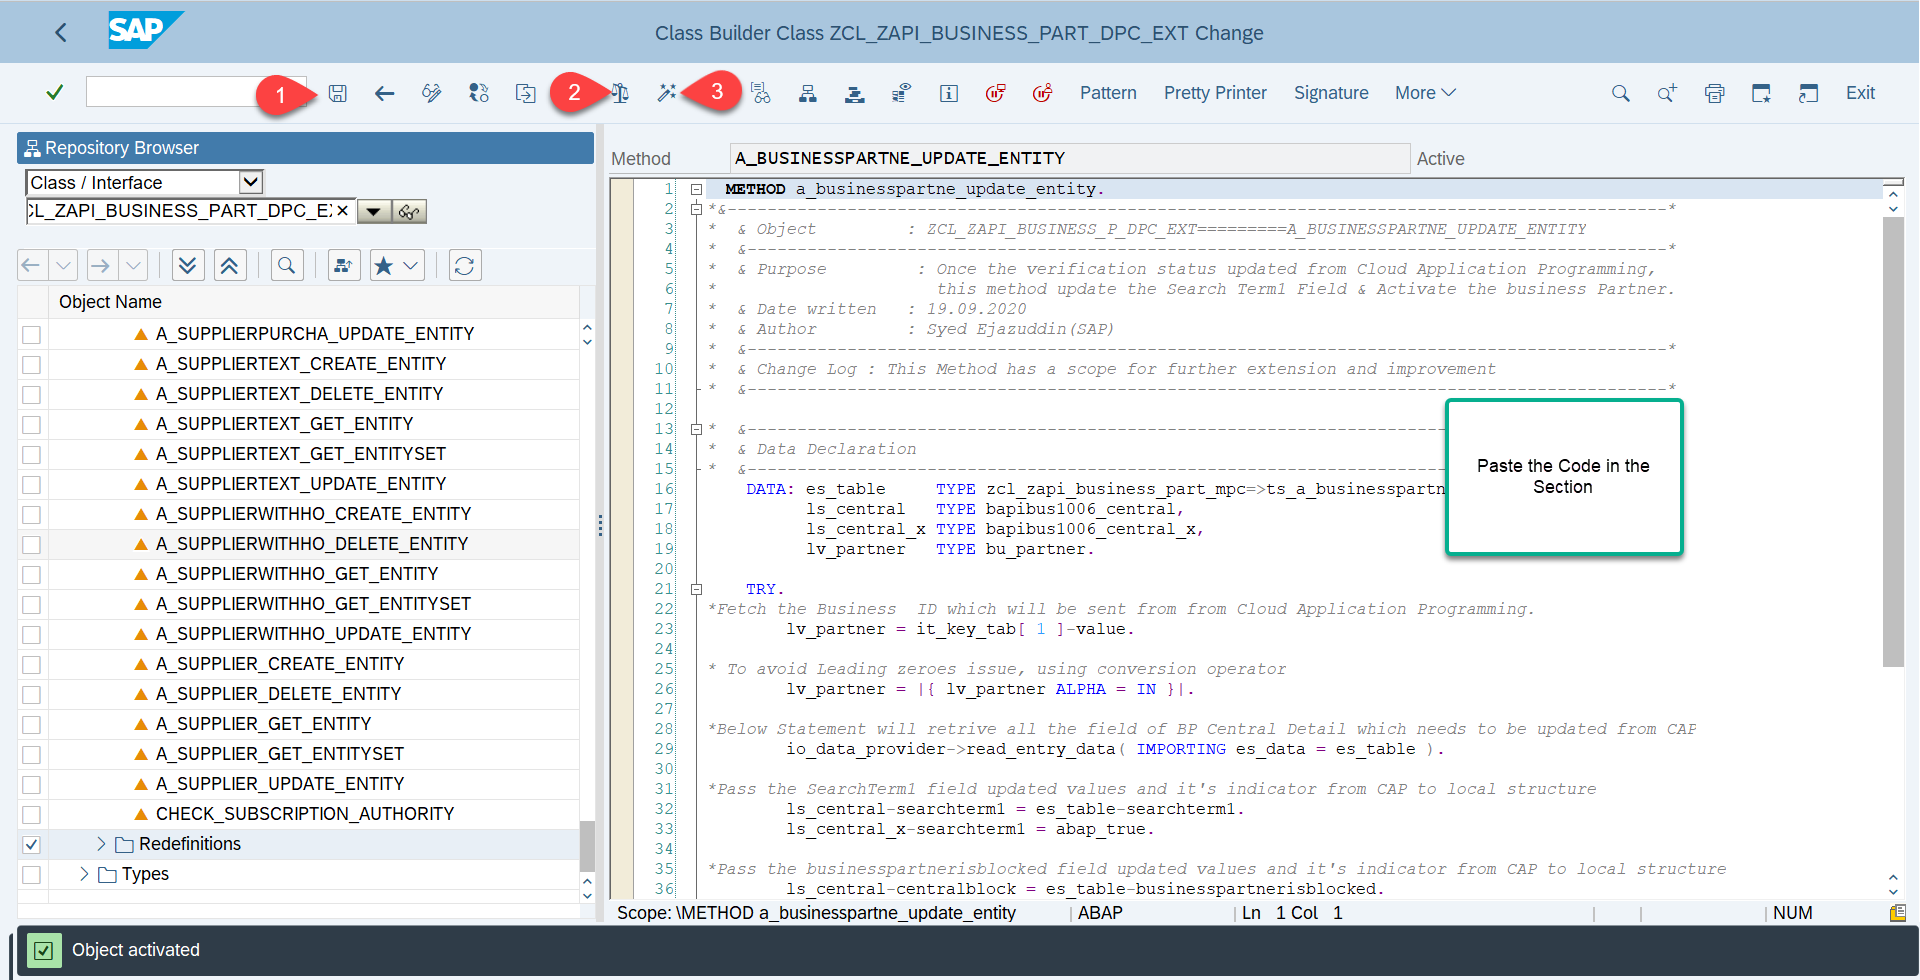 SAP
Class Builder Class ZCL_ZAPI_BUSINESS_PART_DPC_EXT Change
1
2
3
Pattern
Pretty Printer
Signature
More
Exit
Repository Browser
Class / Interface
CL_ZAPI_BUSINESS_PART_DPC_E
Object Name
A_SUPPLIERPURCHA_UPDATE_ENTITY
A_SUPPLIERTEXT_CREATE_ENTITY
A_SUPPLIERTEXT_DELETE_ENTITY
A_SUPPLIERTEXT_GET_ENTITY
A_SUPPLIERTEXT_GET_ENTITYSET
A_SUPPLIERTEXT_UPDATE_ENTITY
A_SUPPLIERWITHHO_CREATE_ENTITY
A_SUPPLIERWITHHO_DELETE_ENTITY
A_SUPPLIERWITHHO_GET_ENTITY
A_SUPPLIERWITHHO_GET_ENTITYSET
A_SUPPLIERWITHHO_UPDATE_ENTITY
A_SUPPLIER_CREATE_ENTITY
A_SUPPLIER_DELETE_ENTITY
A_SUPPLIER_GET_ENTITY
A_SUPPLIER_GET_ENTITYSET
A_SUPPLIER_UPDATE_ENTITY
CHECK_SUBSCRIPTION_AUTHORITY
Redefinitions
Types
Method A_BUSINESSPARTNE_UPDATE_ENTITY Active
1 METHOD a_businesspartne_update_entity.
2 *&---------------------------------------------------------------------------------------------*
3 * & Object : ZCL_ZAPI_BUSINESS_P_DPC_EXT=========A_BUSINESSPARTNE_UPDATE_ENTITY
4 * &--------------------------------------------------------------------------------------------*
5 * & Purpose : Once the verification status updated from Cloud Application Programming,
6 * this method update the Search Term1 Field & Activate the business Partner.
7 * & Date written : 19.09.2020
8 * & Author : Syed Ejazuddin(SAP)
9 * &--------------------------------------------------------------------------------------------*
10 * & Change Log : This Method has a scope for further extension and improvement
11 * &--------------------------------------------------------------------------------------------*
12
13 * &----------------------------------------------------------------------
14 * & Data Declaration
15 * &----------------------------------------------------------------------
16 DATA: es_table TYPE zcl_zapi_business_part_mpc=>ts_a_businesspartn
17 ls_central TYPE bapibus1006_central,
18 ls_central_x TYPE bapibus1006_central_x,
19 lv_partner TYPE bu_partner.
20
21 TRY.
22 *Fetch the Business ID which will be sent from from Cloud Application Programming.
23 lv_partner = it_key_tab[ 1 ]-value.
24
25 * To avoid Leading zeroes issue, using conversion operator
26 lv_partner = |{ lv_partner ALPHA = IN }|.
27
28 *Below Statement will retrive all the field of BP Central Detail which needs to be updated from CAP
29 io_data_provider->read_entry_data( IMPORTING es_data = es_table ).
30
31 *Pass the SearchTerm1 field updated values and it's indicator from CAP to local structure
32 ls_central-searchterm1 = es_table-searchterm1.
33 ls_central_x-searchterm1 = abap_true.
34
35 *Pass the businesspartnerisblocked field updated values and it's indicator from CAP to local structure
36 ls_central-centralblock = es_table-businesspartnerisblocked.
Paste the Code in the
Section
Scope: \METHOD a_businesspartne_update_entity ABAP Ln 1 Col 1 NUM
Object activated